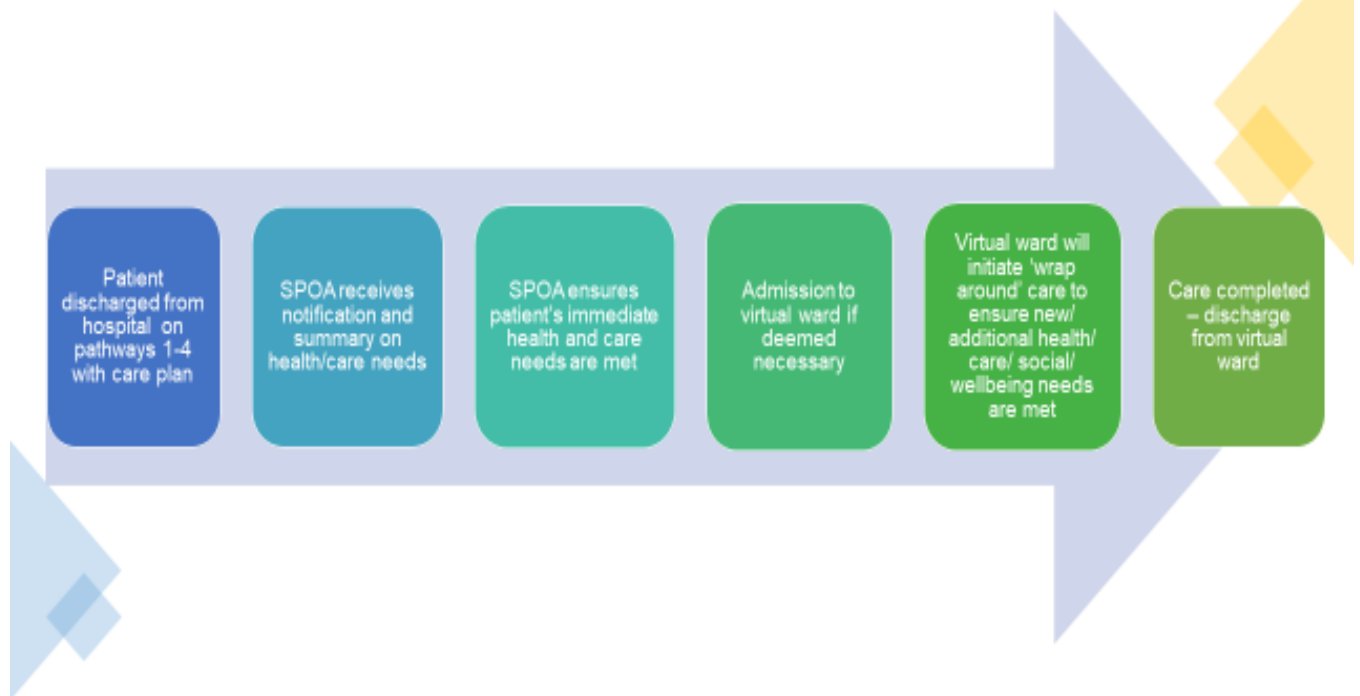 Patient
discharged from
hospital on
pathways 1-4
with care plan
SPOA receives
notification and
summary on
health/care needs
SPOA ensures
patient's immediate
health and care
needs are met
Admission to
virtual ward if
deemed
necessary
Virtual ward will
initiate 'wrap
around' care to
ensure new/
additional health/
care/ social/
wellbeing needs
are met
Care completed
– discharge
from virtual
ward